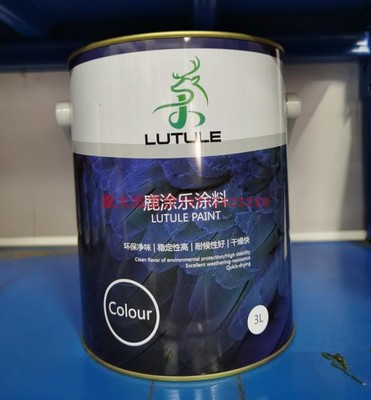 LUTULE
鹿涂乐涂料
LUTULE PAINT
环保净味 | 稳定性高 | 耐候性好 | 干燥快
Clean flavor of environmental protection/High stability
Excellent weathering resistance
Quick-drying
Colour
3L